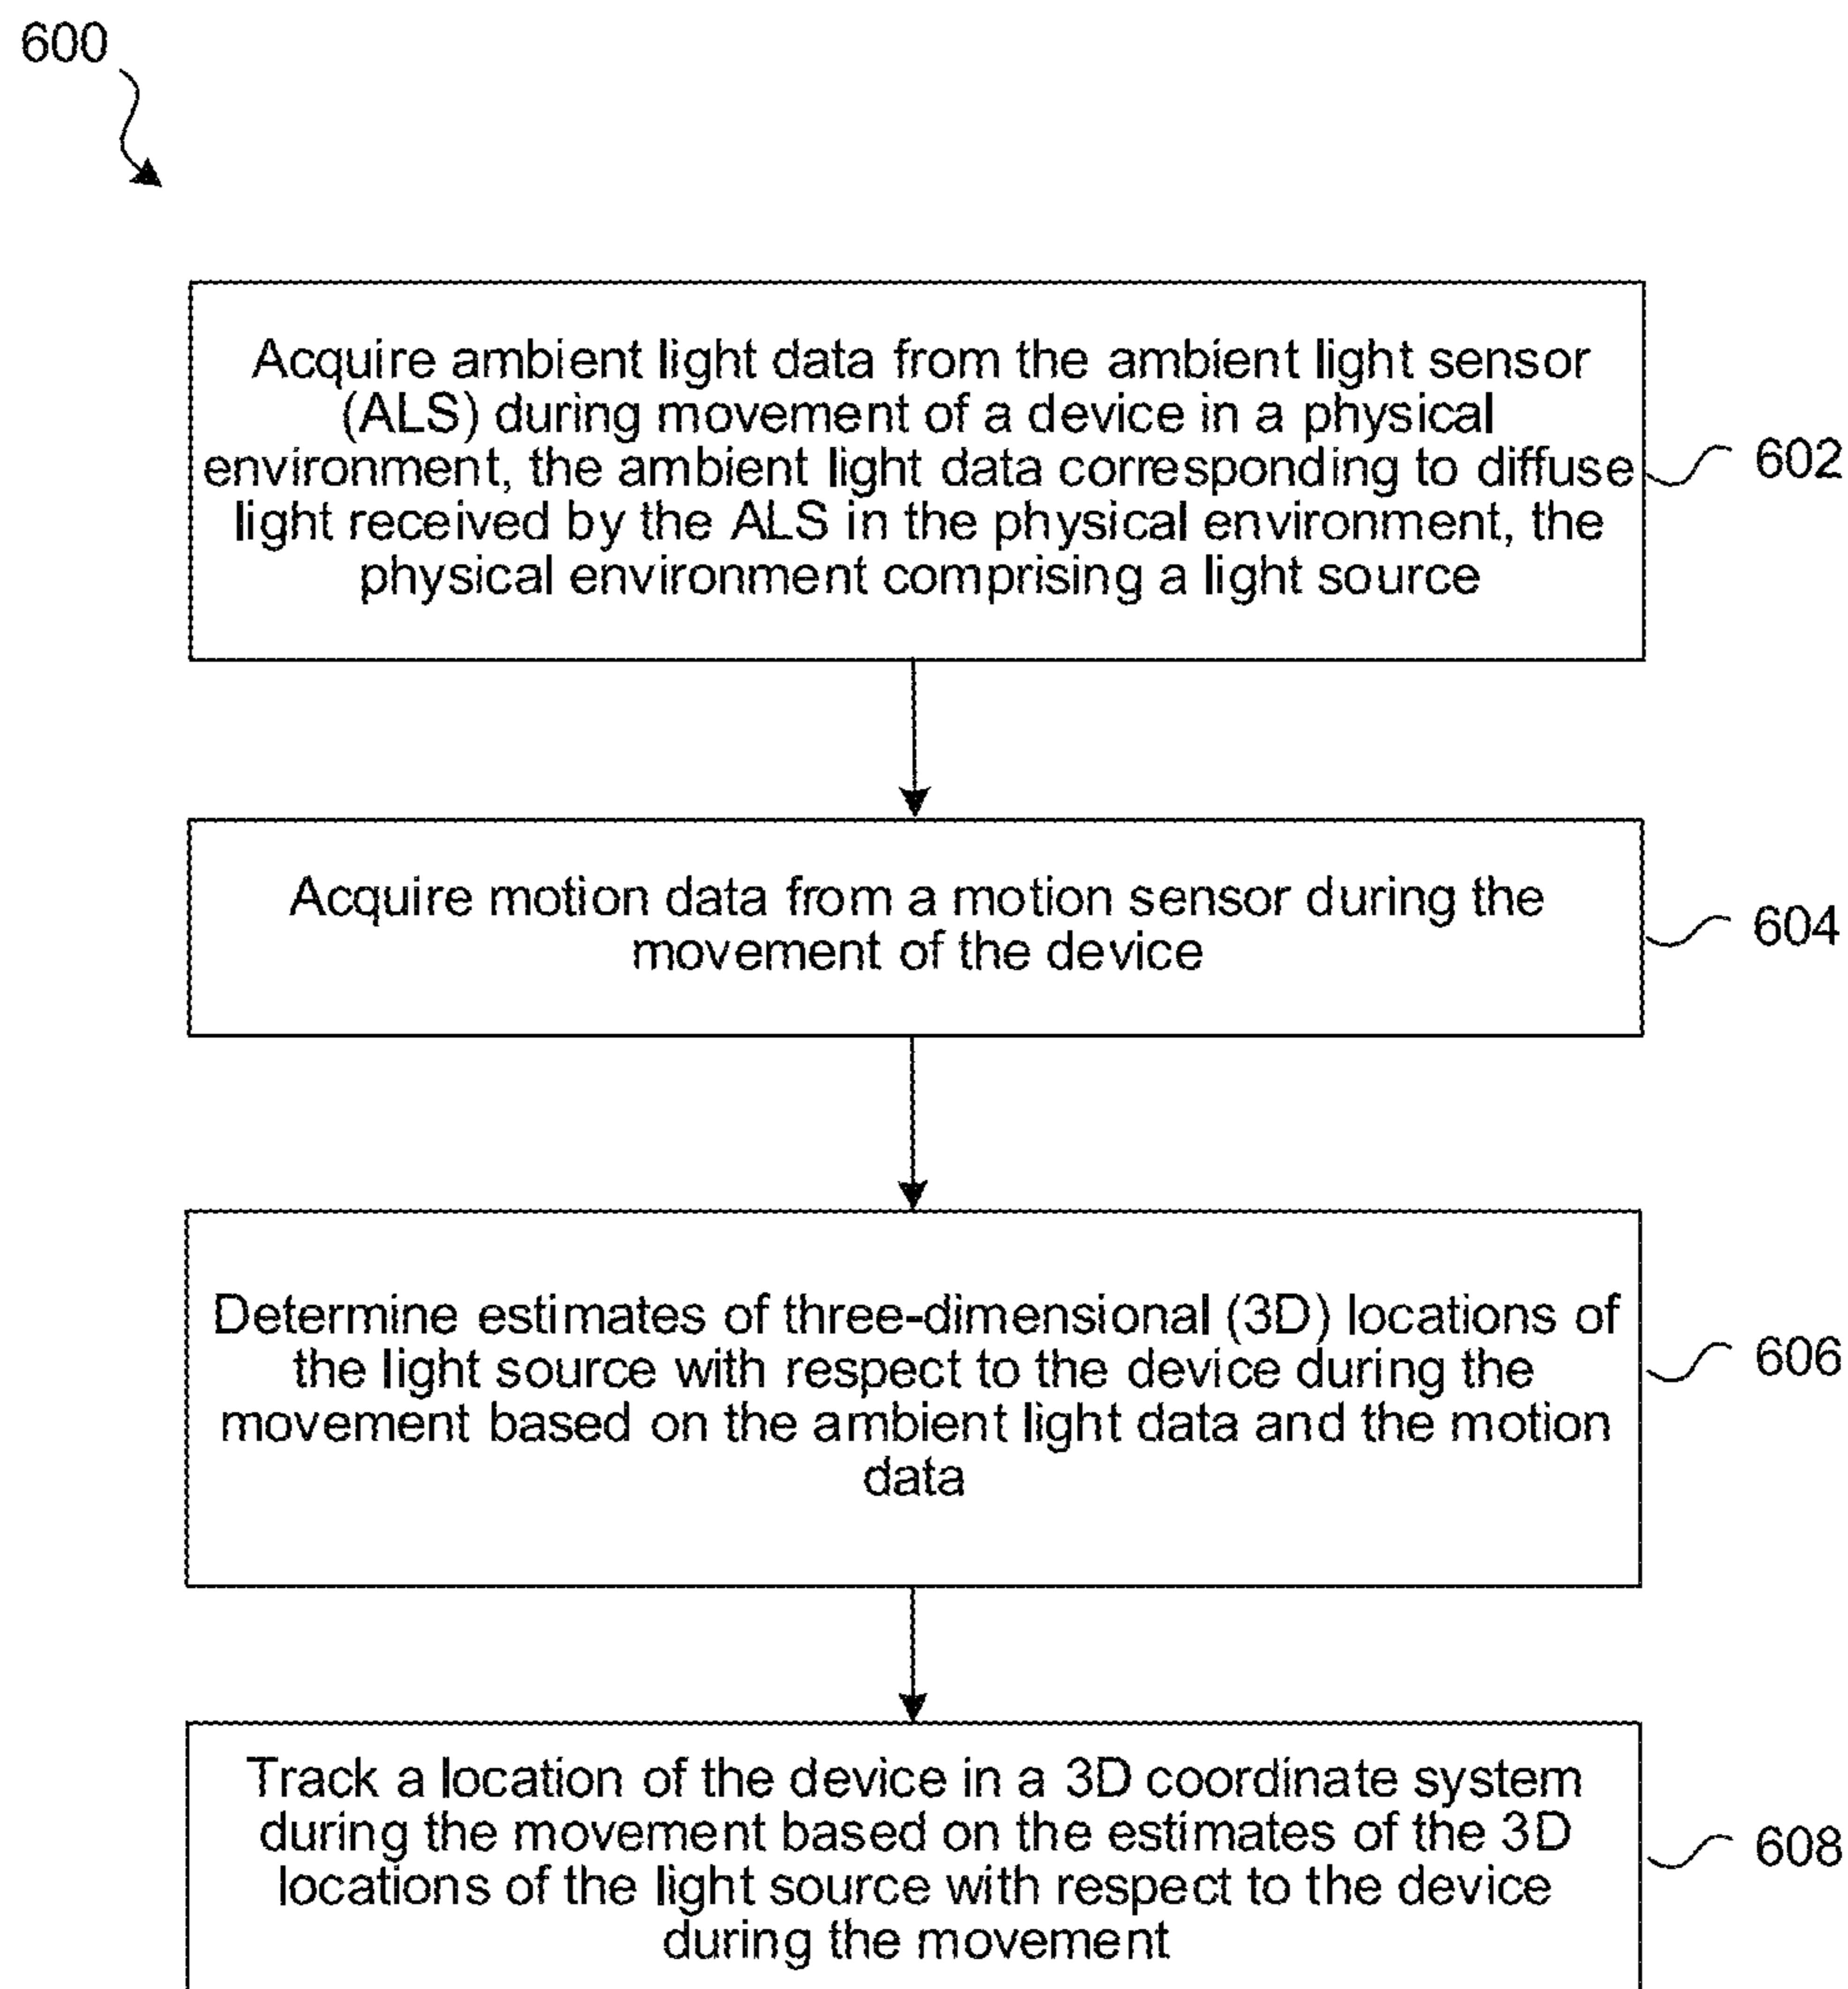 600
Acquire ambient light data from the ambient light sensor
(ALS) during movement of a device in a physical
environment, the ambient light data corresponding to diffuse
light received by the ALS in the physical environment, the
physical environment comprising a light source
602
Acquire motion data from a motion sensor during the
movement of the device
604
Determine estimates of three-dimensional (3D) locations of
the light source with respect to the device during the
movement based on the ambient light data and the motion
data
606
Track a location of the device in a 3D coordinate system
during the movement based on the estimates of the 3D
locations of the light source with respect to the device
during the movement
608